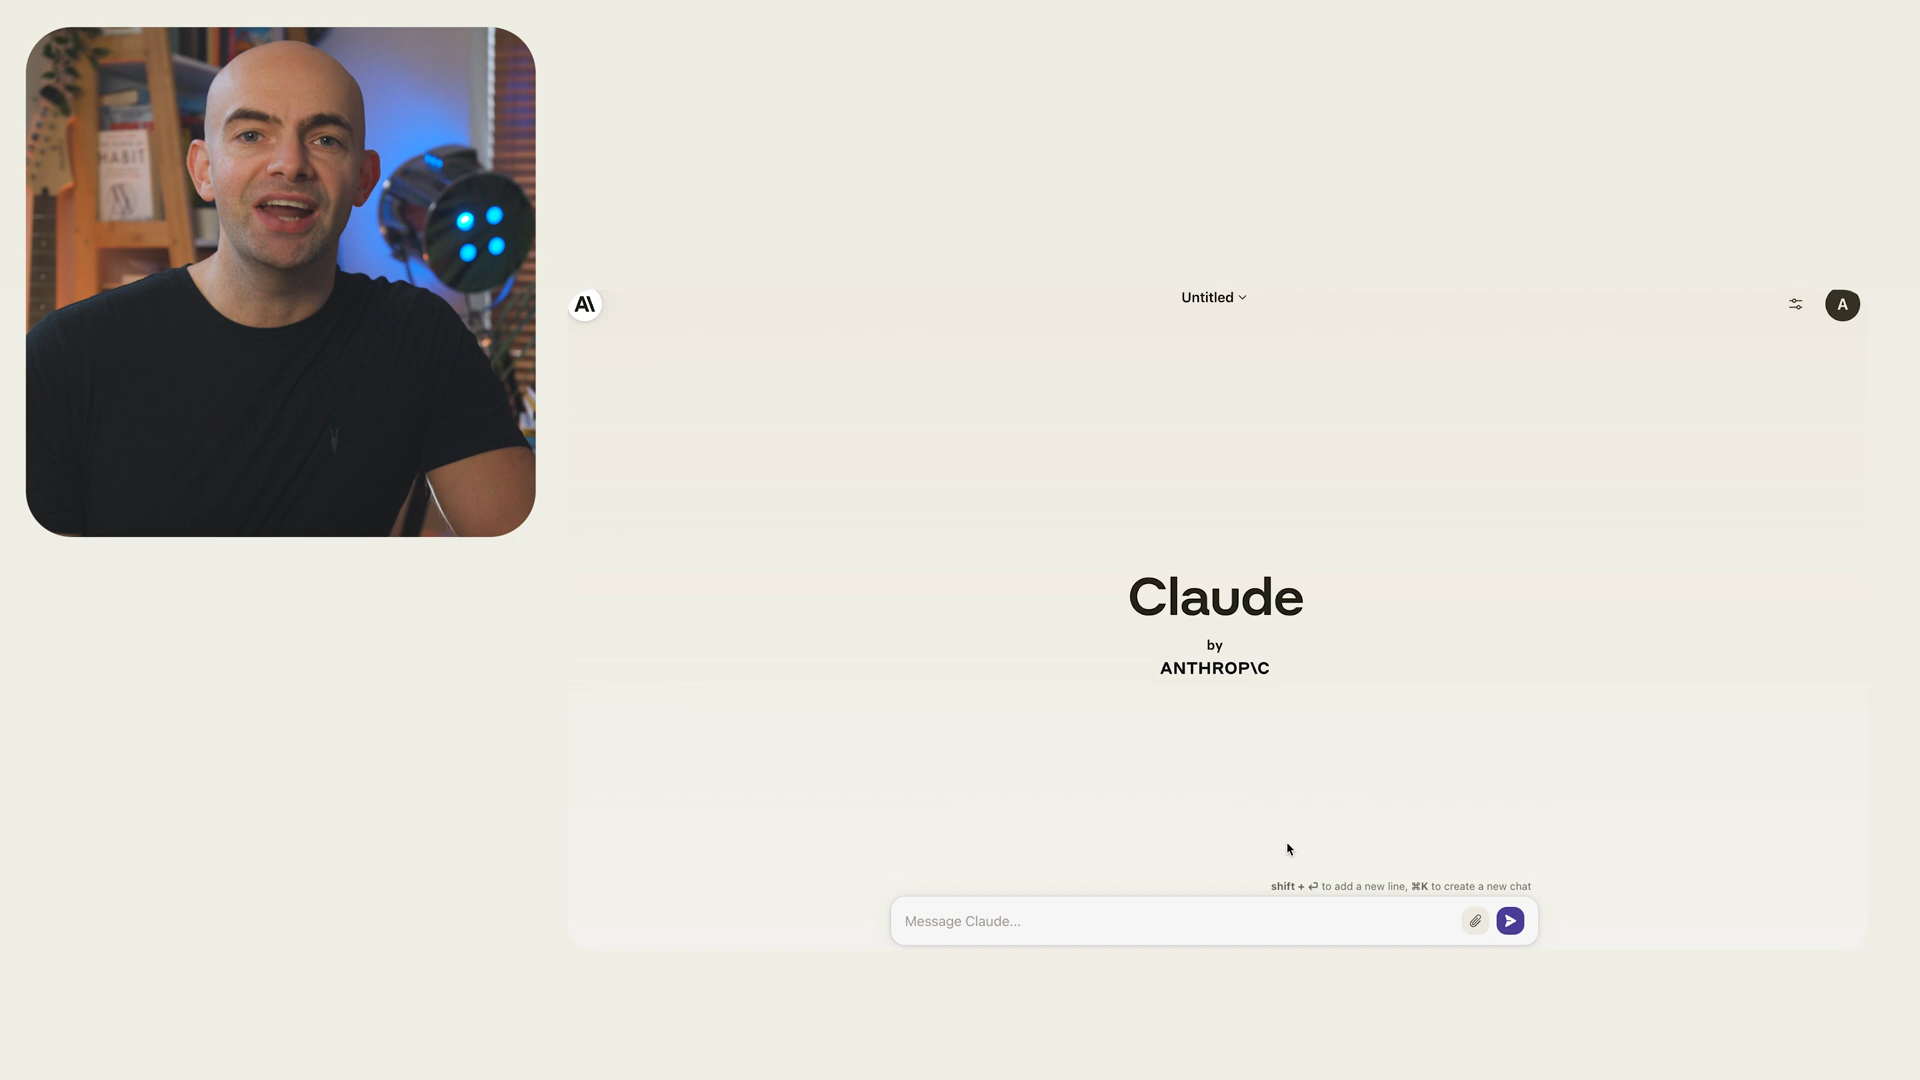 HABIT
A\
Untitled
A
Claude
by
ANTHROP\C
shift + ⏎ to add a new line, ⌘K to create a new chat
Message Claude...